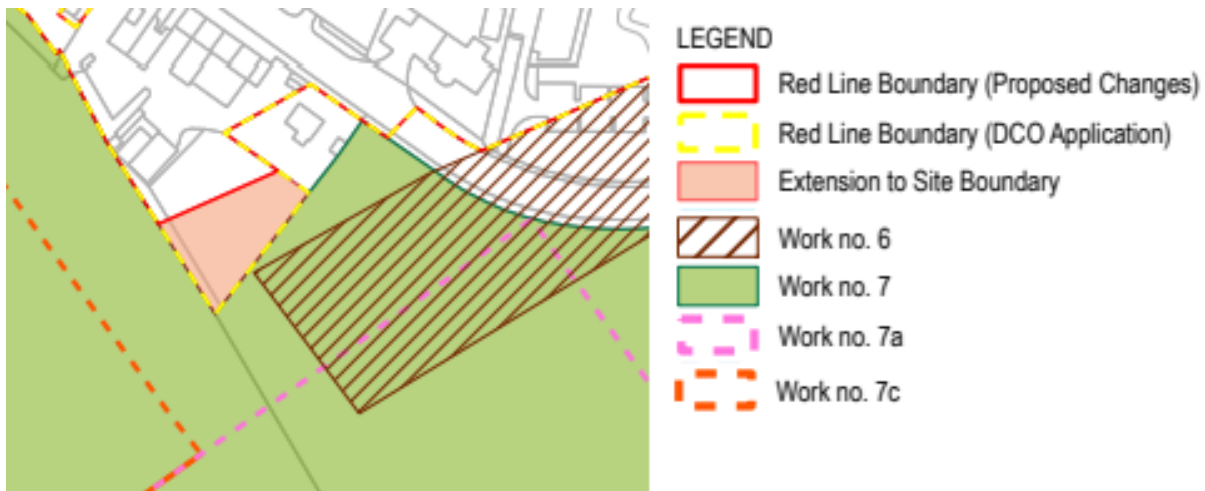 LEGEND
Red Line Boundary (Proposed Changes)
Red Line Boundary (DCO Application)
Extension to Site Boundary
Work no. 6
Work no. 7
Work no. 7a
Work no. 7c